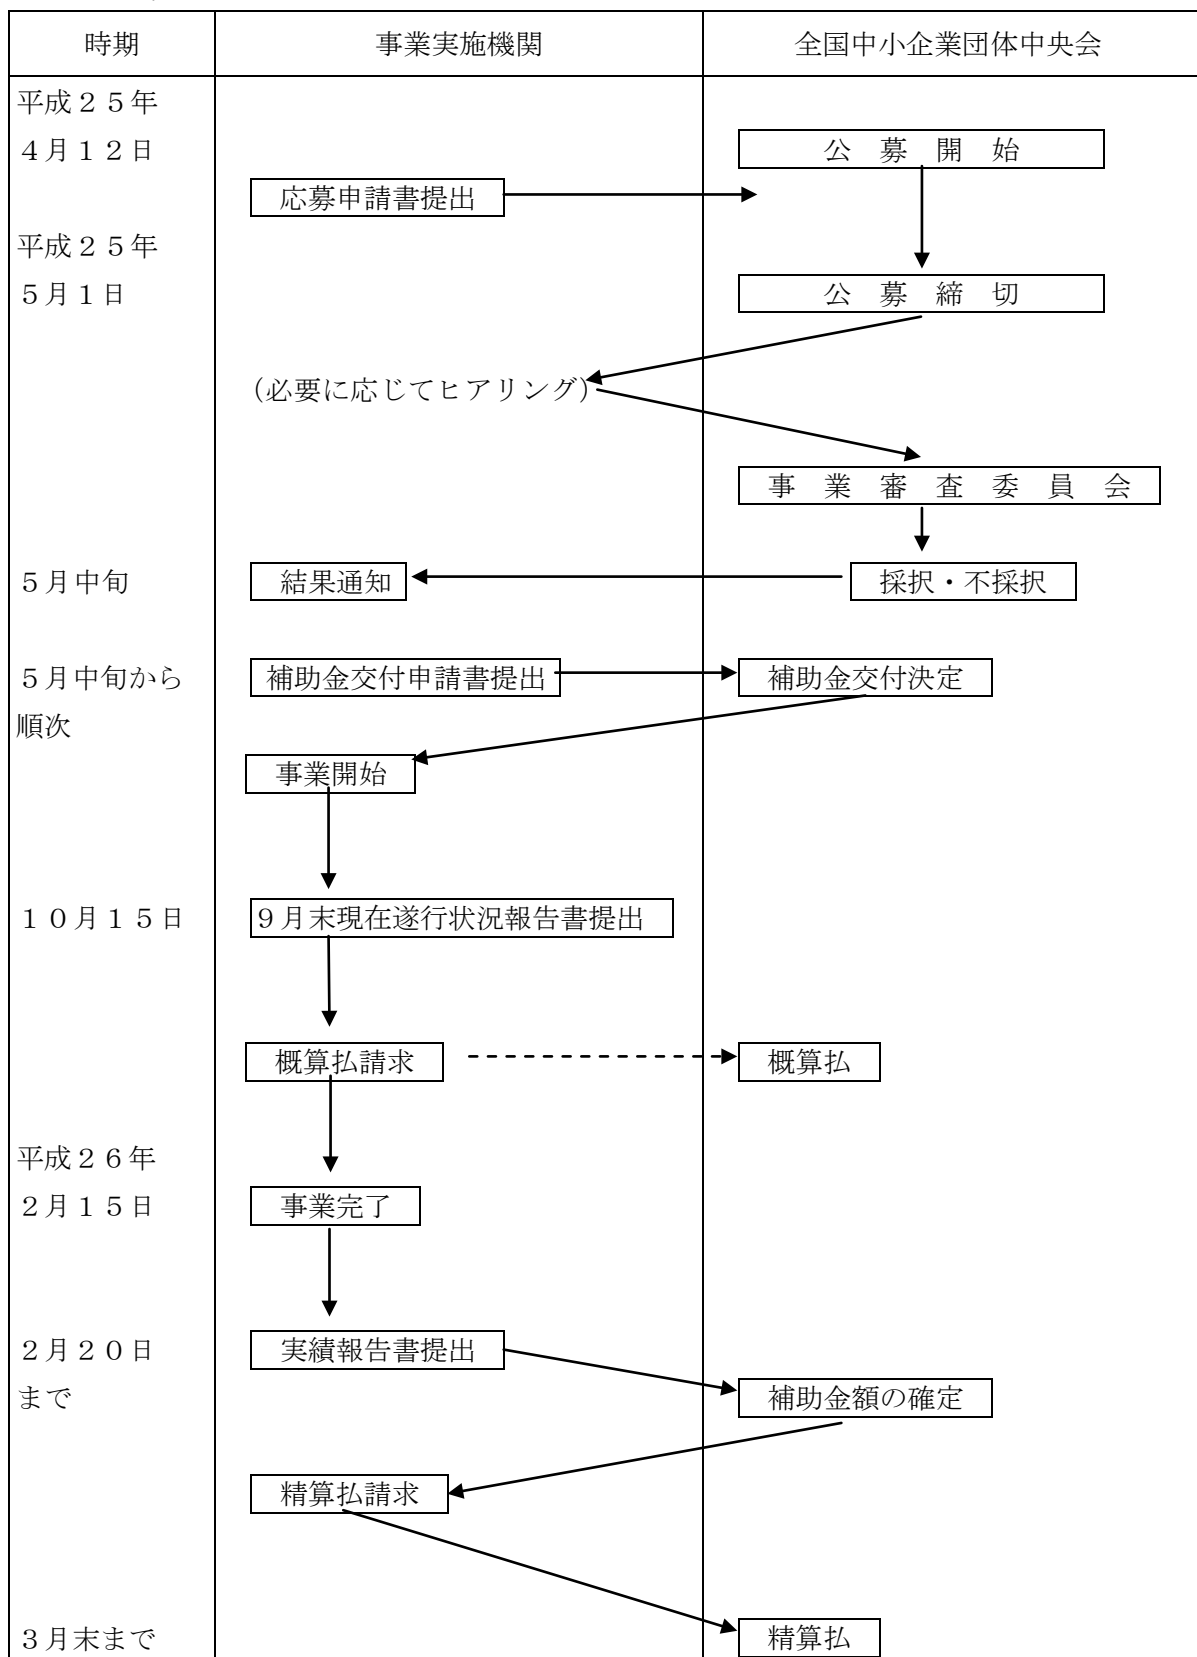 時期 事業実施機関 全国中小企業団体中央会
平成２５年
４月１２日 公 募 開 始
応募申請書提出
平成２５年
５月１日 公 募 締 切
（必要に応じてヒアリング）
事 業 審 査 委 員 会
５月中旬 結果通知 採択・不採択
５月中旬から 補助金交付申請書提出 補助金交付決定
順次
事業開始
１０月１５日 ９月末現在遂行状況報告書提出
概算払請求 概算払
平成２６年
２月１５日 事業完了
２月２０日 実績報告書提出
まで 補助金額の確定
精算払請求
３月末まで 精算払